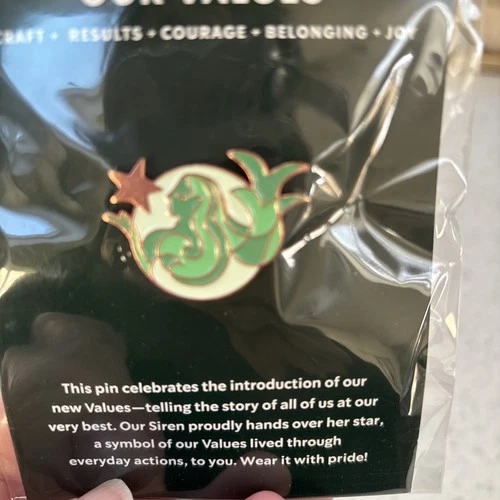 OUR VALUES
CRAFT + RESULTS + COURAGE + BELONGING + JOY
This pin celebrates the introduction of our
new Values—telling the story of all of us at our
very best. Our Siren proudly hands over her star,
a symbol of our Values lived through
everyday actions, to you. Wear it with pride!